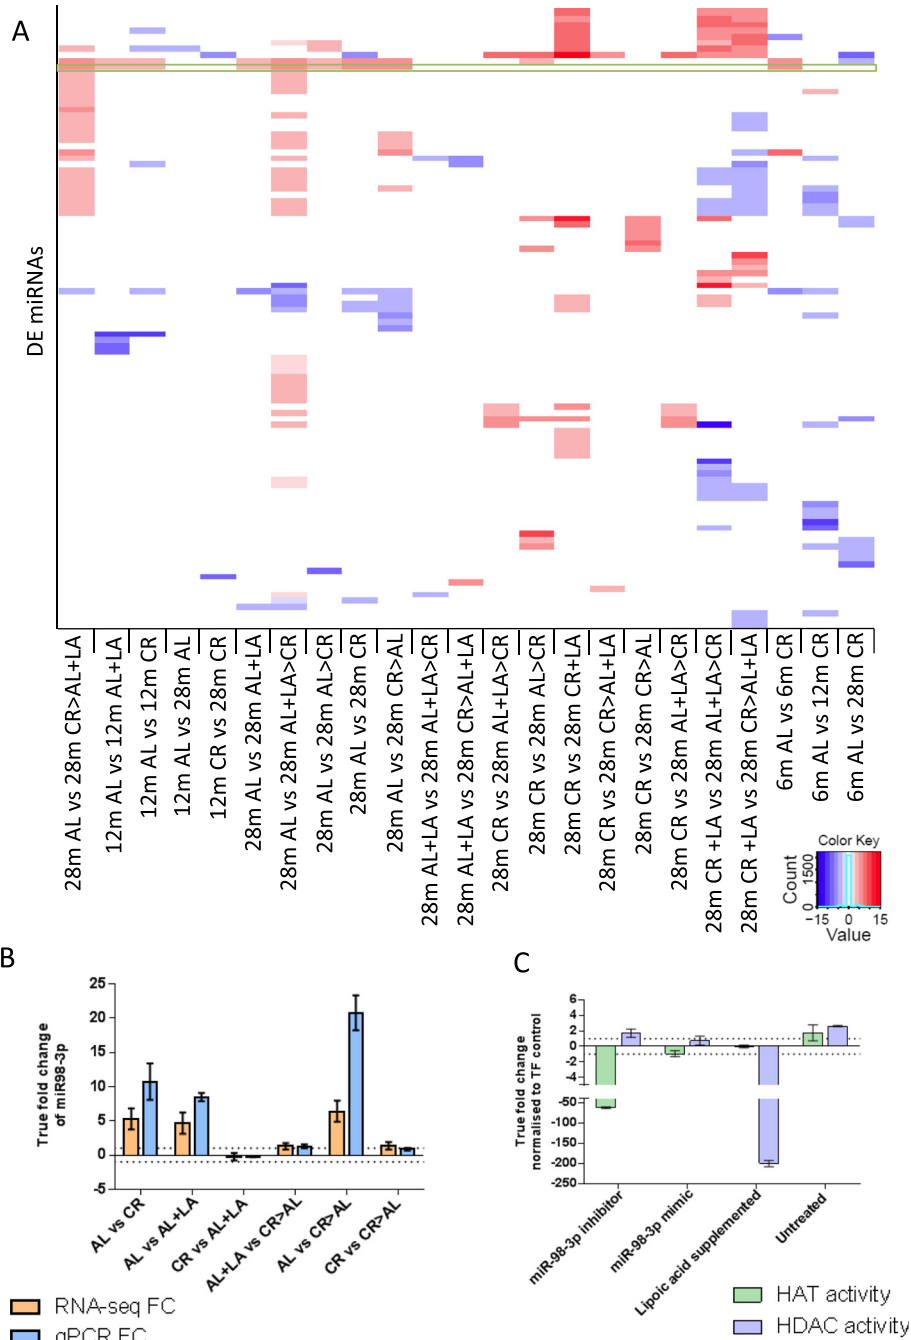 A
DE miRNAs
28m AL vs 28m CR>AL+LA
12m AL vs 12m AL+LA
12m AL vs 12m CR
12m AL vs 28m AL
12m CR vs 28m CR
28m AL vs 28m AL+LA
28m AL vs 28m AL+LA>CR
28m AL vs 28m AL>CR
28m AL vs 28m CR
28m AL vs 28m CR>AL
28m AL+LA vs 28m AL+LA>CR
28m AL+LA vs 28m CR>AL+LA
28m CR vs 28m AL+LA>CR
28m CR vs 28m AL>CR
28m CR vs 28m CR+LA
28m CR vs 28m CR>AL+LA
28m CR vs 28m CR>AL
28m CR vs 28m AL+LA>CR
28m CR +LA vs 28m AL+LA>CR
28m CR +LA vs 28m CR>AL+LA
6m AL vs 6m CR
6m AL vs 12m CR
6m AL vs 28m CR
Color Key
Count
0 1500
-15 0 15
Value
B
True fold change
of miR98-3p
25
20
15
10
5
0
-5
AL vs CR
AL vs AL+LA
CR vs AL+LA
AL+LA vs CR>AL
AL vs CR>AL
CR vs CR>AL
RNA-seq FC
qPCR FC
C
True fold change
normalised to TF control
6
4
2
0
-2
-4
-50
-100
-150
-200
-250
miR-98-3p inhibitor
miR-98-3p mimic
Lipoic acid supplemented
Untreated
HAT activity
HDAC activity